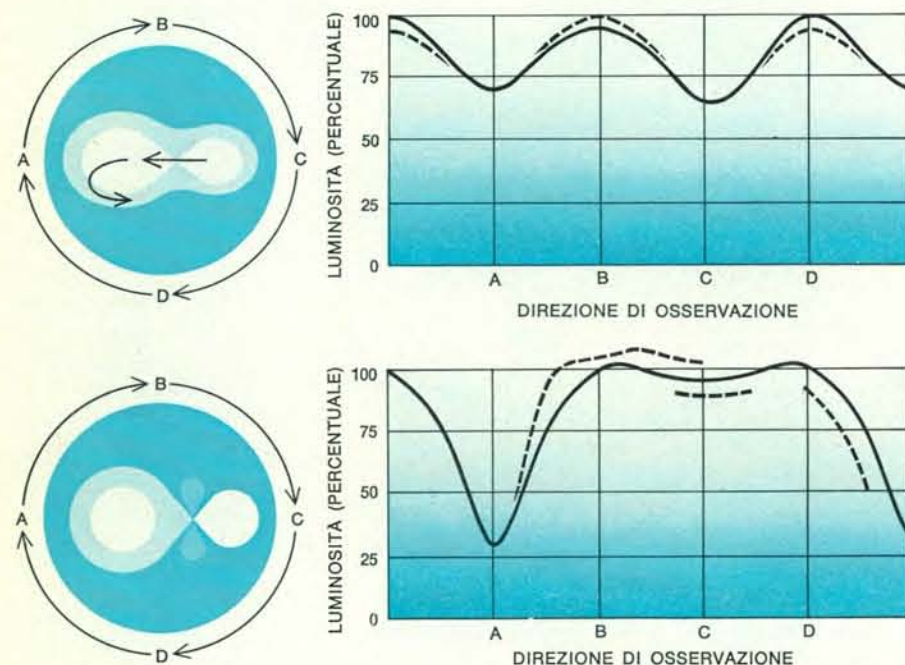 B
A
C
D
LUMINOSITÀ (PERCENTUALE)
100
75
50
25
0
A B C D
DIREZIONE DI OSSERVAZIONE
B
A
C
D
LUMINOSITÀ (PERCENTUALE)
100
75
50
25
0
A B C D
DIREZIONE DI OSSERVAZIONE